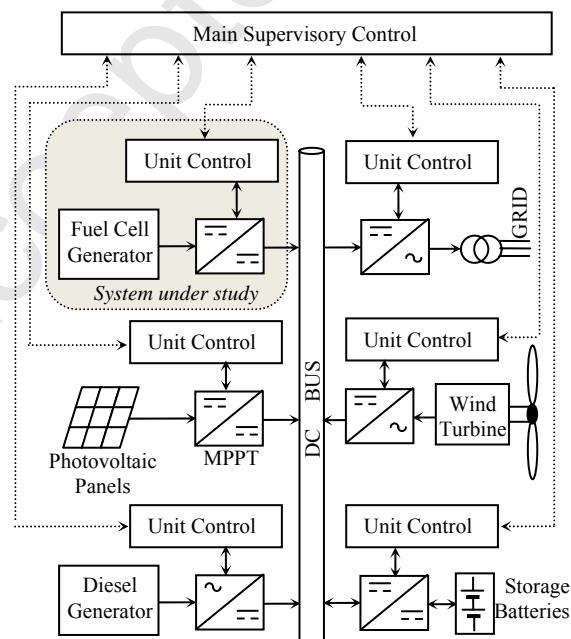 Main Supervisory Control
Unit Control
Unit Control
Fuel Cell
Generator
GRID
System under study
Unit Control
Unit Control
Photovoltaic
Panels
MPPT
DC BUS
Wind
Turbine
Unit Control
Unit Control
Diesel
Generator
Storage
Batteries